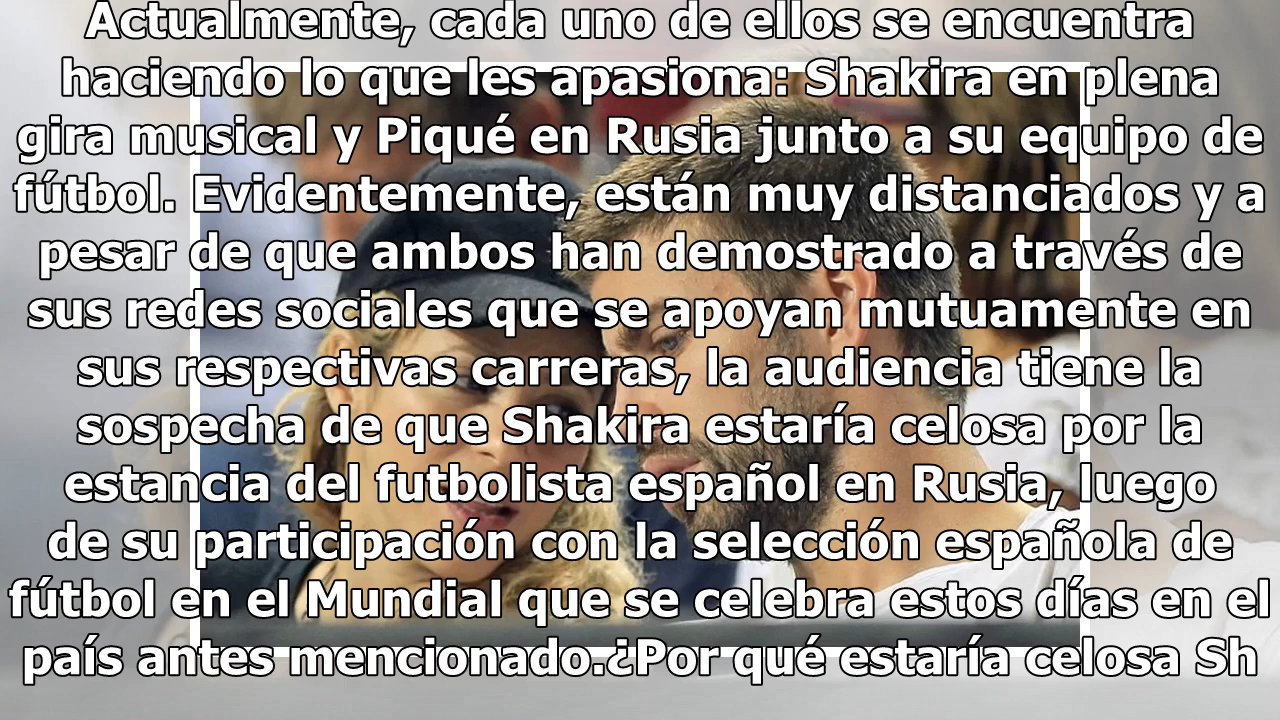 Actualmente, cada uno de ellos se encuentra
haciendo lo que les apasiona: Shakira en plena
gira musical y Piqué en Rusia junto a su equipo de
fútbol. Evidentemente, están muy distanciados y a
pesar de que ambos han demostrado a través de
sus redes sociales que se apoyan mutuamente en
sus respectivas carreras, la audiencia tiene la
sospecha de que Shakira estaría celosa por la
estancia del futbolista español en Rusia, luego
de su participación con la selección española de
fútbol en el Mundial que se celebra estos días en el
país antes mencionado.¿Por qué estaría celosa Sh